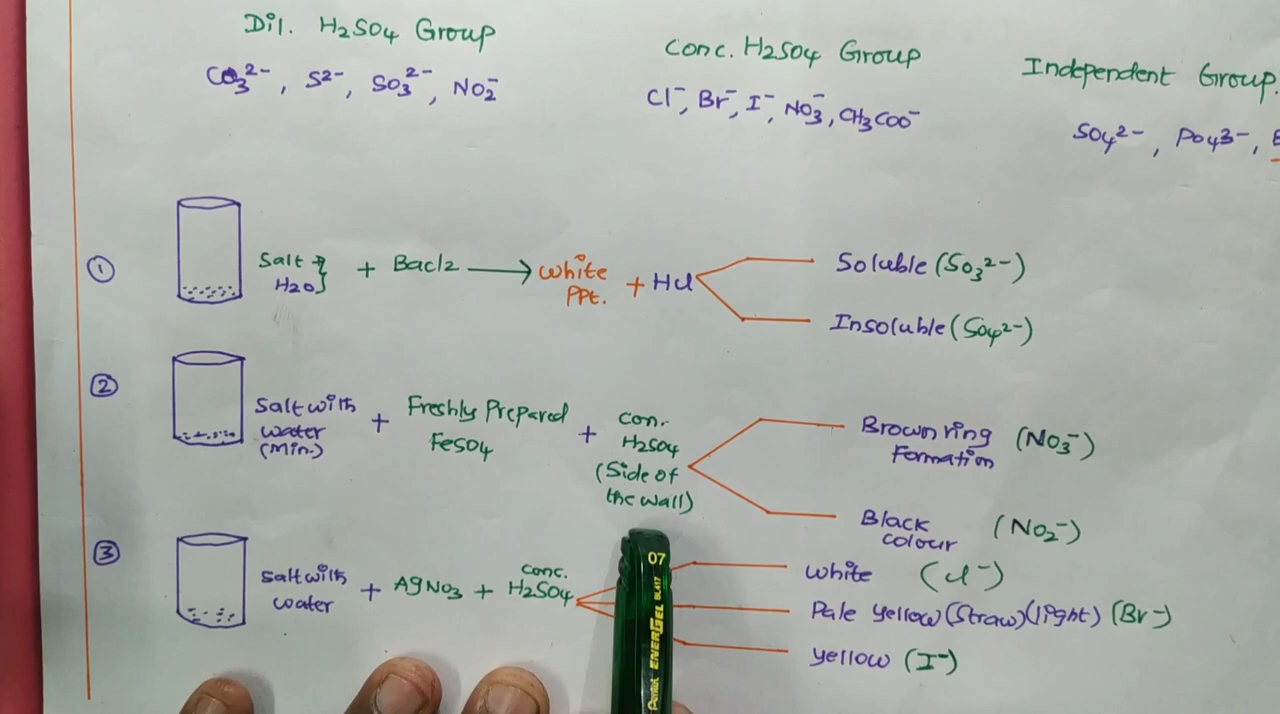 Dil. H2SO4 Group
CO3 2-, S2-, SO3 2-, NO2-
Conc. H2SO4 Group
Cl-, Br-, I-, NO3-, CH3COO-
Independent Group.
SO4 2-, PO4 3-,
① Salt } + BaCl2 → White + HCl
H2O} PPt.
Soluble (SO3 2-)
Insoluble (SO4 2-)
② Salt with + Freshly Prepared + Con.
water FeSO4 H2SO4
(Min.) (Side of
the wall)
Brown ring (NO3-)
Formation
Black (NO2-)
colour
③ Salt with + AgNO3 + conc.
water H2SO4
White (Cl-)
Pale yellow (Straw) (light) (Br-)
yellow (I-)
07
BL417
ENERGEL
Pentel